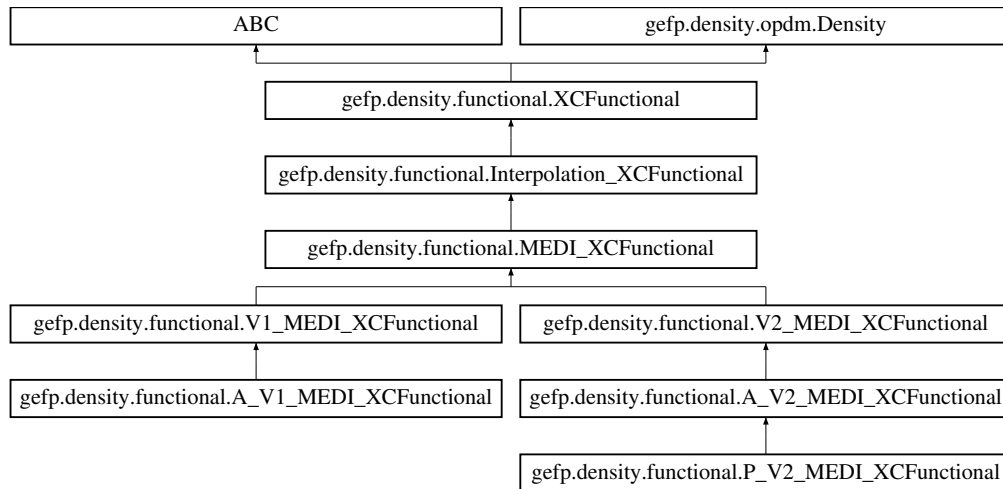 ABC
gefp.density.opdm.Density
gefp.density.functional.XCFunctional
gefp.density.functional.Interpolation_XCFunctional
gefp.density.functional.MEDI_XCFunctional
gefp.density.functional.V1_MEDI_XCFunctional
gefp.density.functional.V2_MEDI_XCFunctional
gefp.density.functional.A_V1_MEDI_XCFunctional
gefp.density.functional.A_V2_MEDI_XCFunctional
gefp.density.functional.P_V2_MEDI_XCFunctional